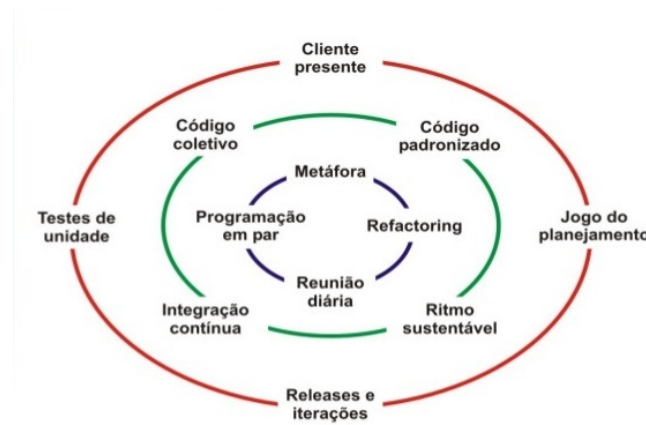 Cliente
presente
Código
coletivo
Código
padronizado
Metáfora
Testes de
unidade
Programação
em par
Refactoring
Jogo do
planejamento
Reunião
diária
Integração
contínua
Ritmo
sustentável
Releases e
iterações